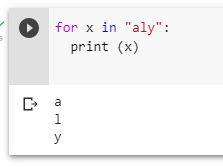 for x in "aly":
  print (x)
a
l
y